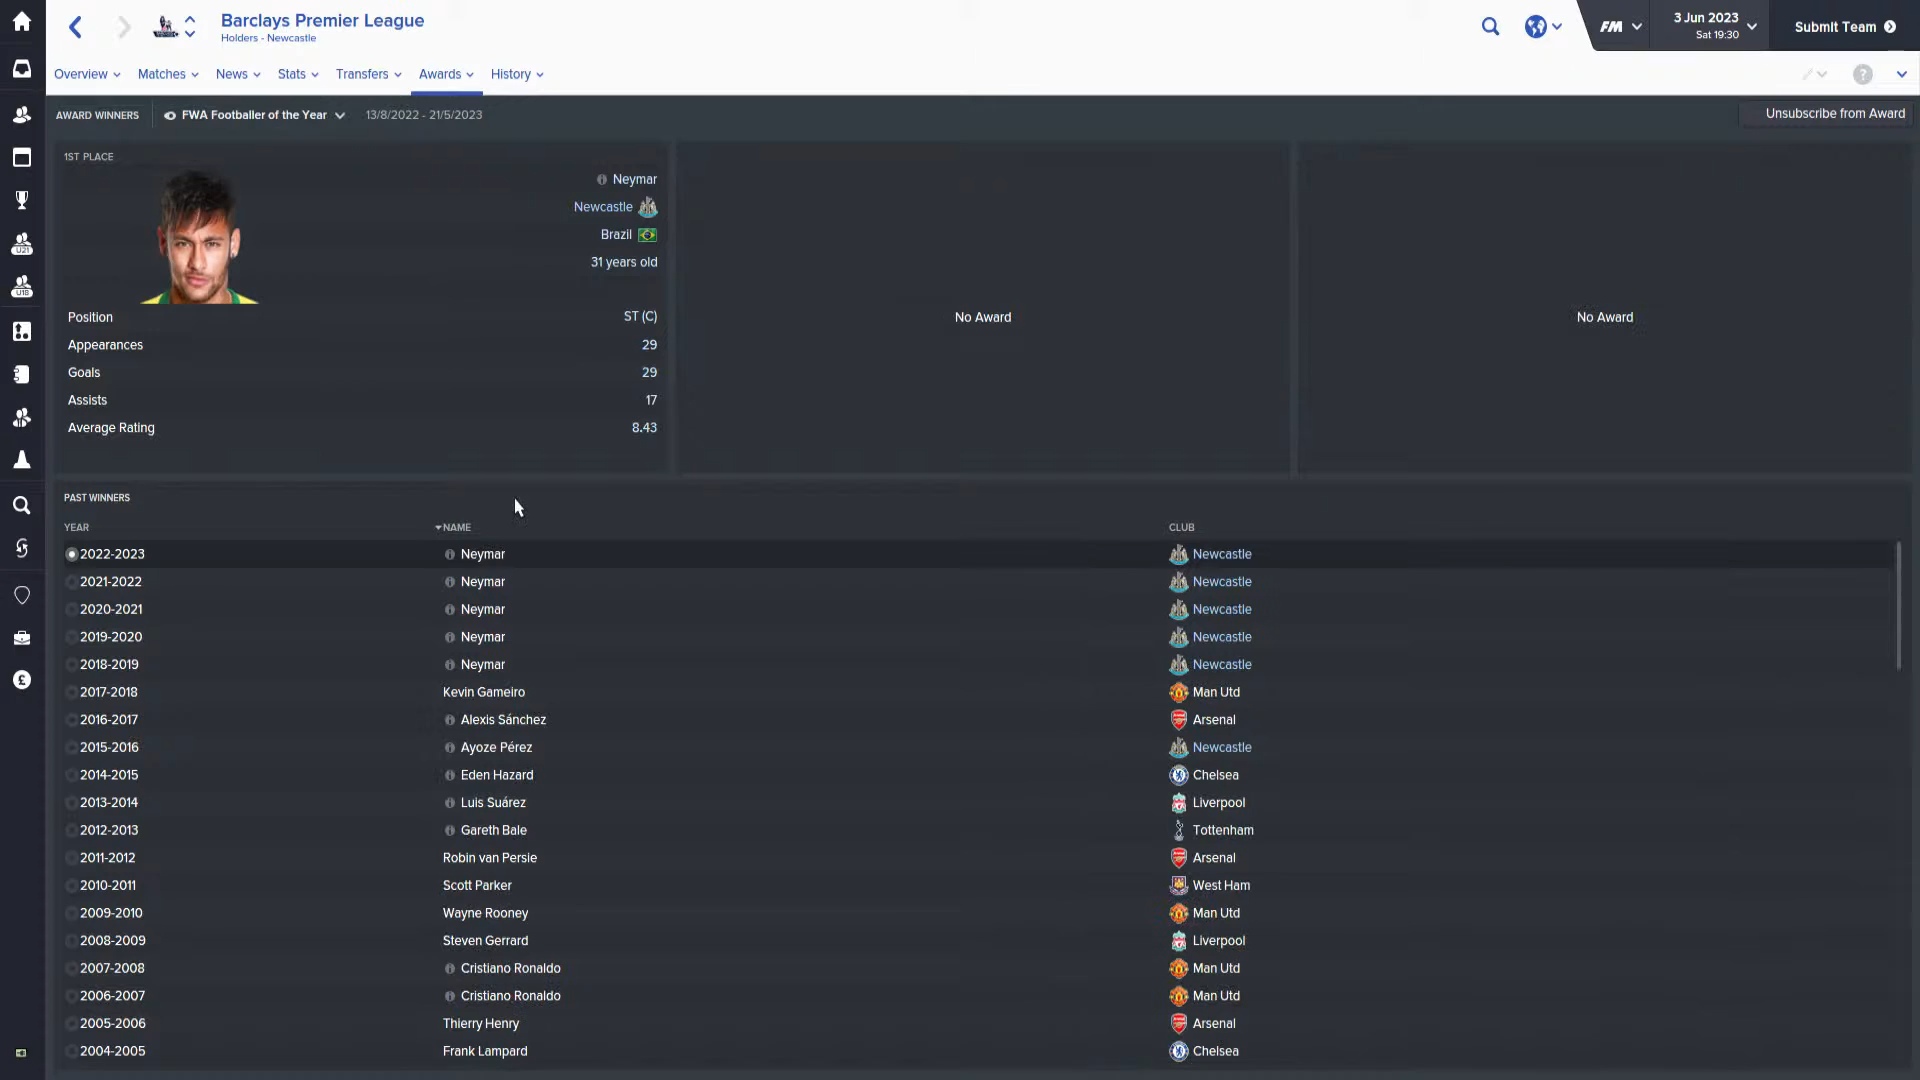 Barclays Premier League
Holders - Newcastle
FM
3 Jun 2023
Sat 19:30
Submit Team
Overview Matches News Stats Transfers Awards History
?
AWARD WINNERS FWA Footballer of the Year 13/8/2022 - 21/5/2023 Unsubscribe from Award
1ST PLACE
Neymar
Newcastle
Brazil
31 years old
Position ST (C)
Appearances 29
Goals 29
Assists 17
Average Rating 8.43
No Award
No Award
U21
U18
£
PAST WINNERS
YEAR NAME CLUB
2022-2023 Neymar Newcastle
2021-2022 Neymar Newcastle
2020-2021 Neymar Newcastle
2019-2020 Neymar Newcastle
2018-2019 Neymar Newcastle
2017-2018 Kevin Gameiro Man Utd
2016-2017 Alexis Sánchez Arsenal
2015-2016 Ayoze Pérez Newcastle
2014-2015 Eden Hazard Chelsea
2013-2014 Luis Suárez Liverpool
2012-2013 Gareth Bale Tottenham
2011-2012 Robin van Persie Arsenal
2010-2011 Scott Parker West Ham
2009-2010 Wayne Rooney Man Utd
2008-2009 Steven Gerrard Liverpool
2007-2008 Cristiano Ronaldo Man Utd
2006-2007 Cristiano Ronaldo Man Utd
2005-2006 Thierry Henry Arsenal
2004-2005 Frank Lampard Chelsea